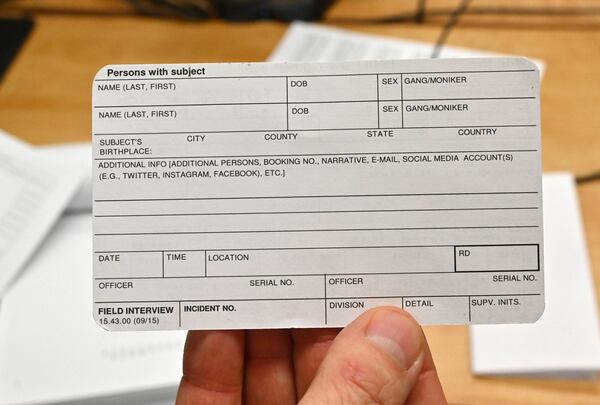 Persons with subject
NAME (LAST, FIRST) DOB SEX GANG/MONIKER
NAME (LAST, FIRST) DOB SEX GANG/MONIKER
SUBJECT'S BIRTHPLACE: CITY COUNTY STATE COUNTRY
ADDITIONAL INFO [ADDITIONAL PERSONS, BOOKING NO., NARRATIVE, E-MAIL, SOCIAL MEDIA ACCOUNT(S)
(E.G., TWITTER, INSTAGRAM, FACEBOOK), ETC.]
DATE TIME LOCATION RD
OFFICER SERIAL NO. OFFICER SERIAL NO.
FIELD INTERVIEW INCIDENT NO. DIVISION DETAIL SUPV. INITS.
15.43.00 (09/15)